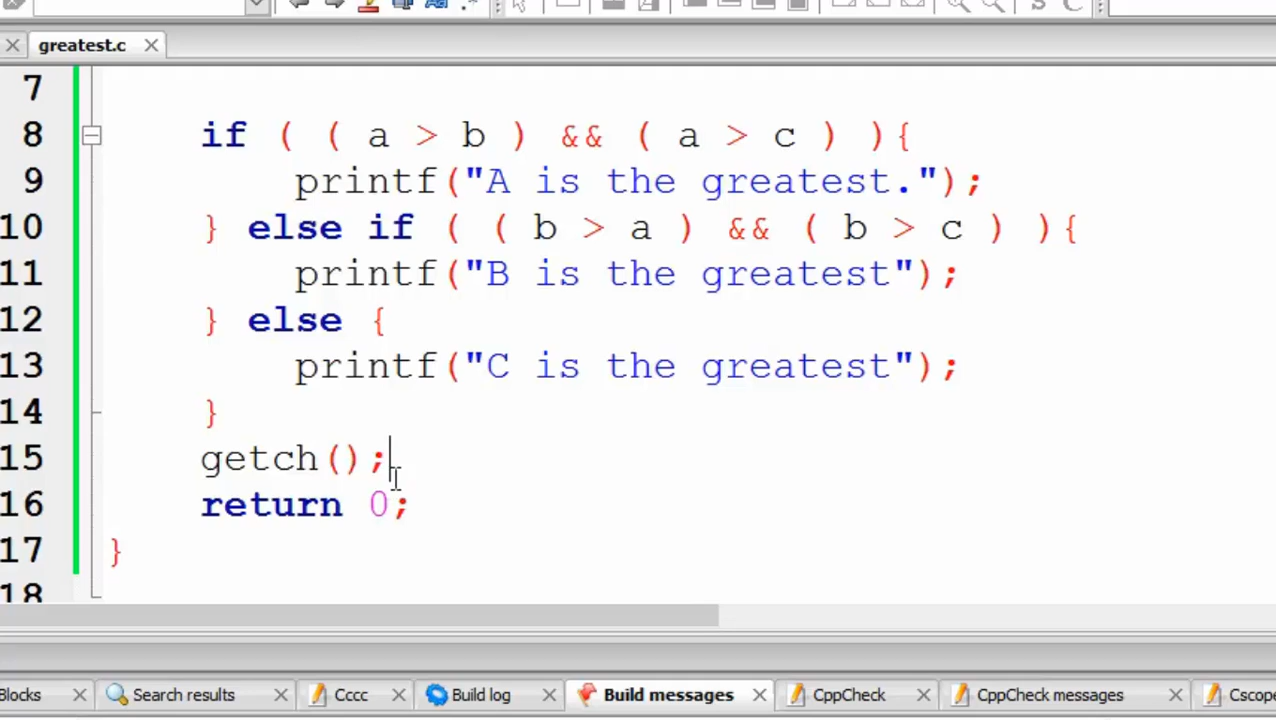 greatest.c
7
8 if ( ( a > b ) && ( a > c ) ){
9 printf("A is the greatest.");
10 } else if ( ( b > a ) && ( b > c ) ){
11 printf("B is the greatest");
12 } else {
13 printf("C is the greatest");
14 }
15 getch();
16 return 0;
17 }
18
Blocks Search results Cccc Build log Build messages CppCheck CppCheck messages Cscope